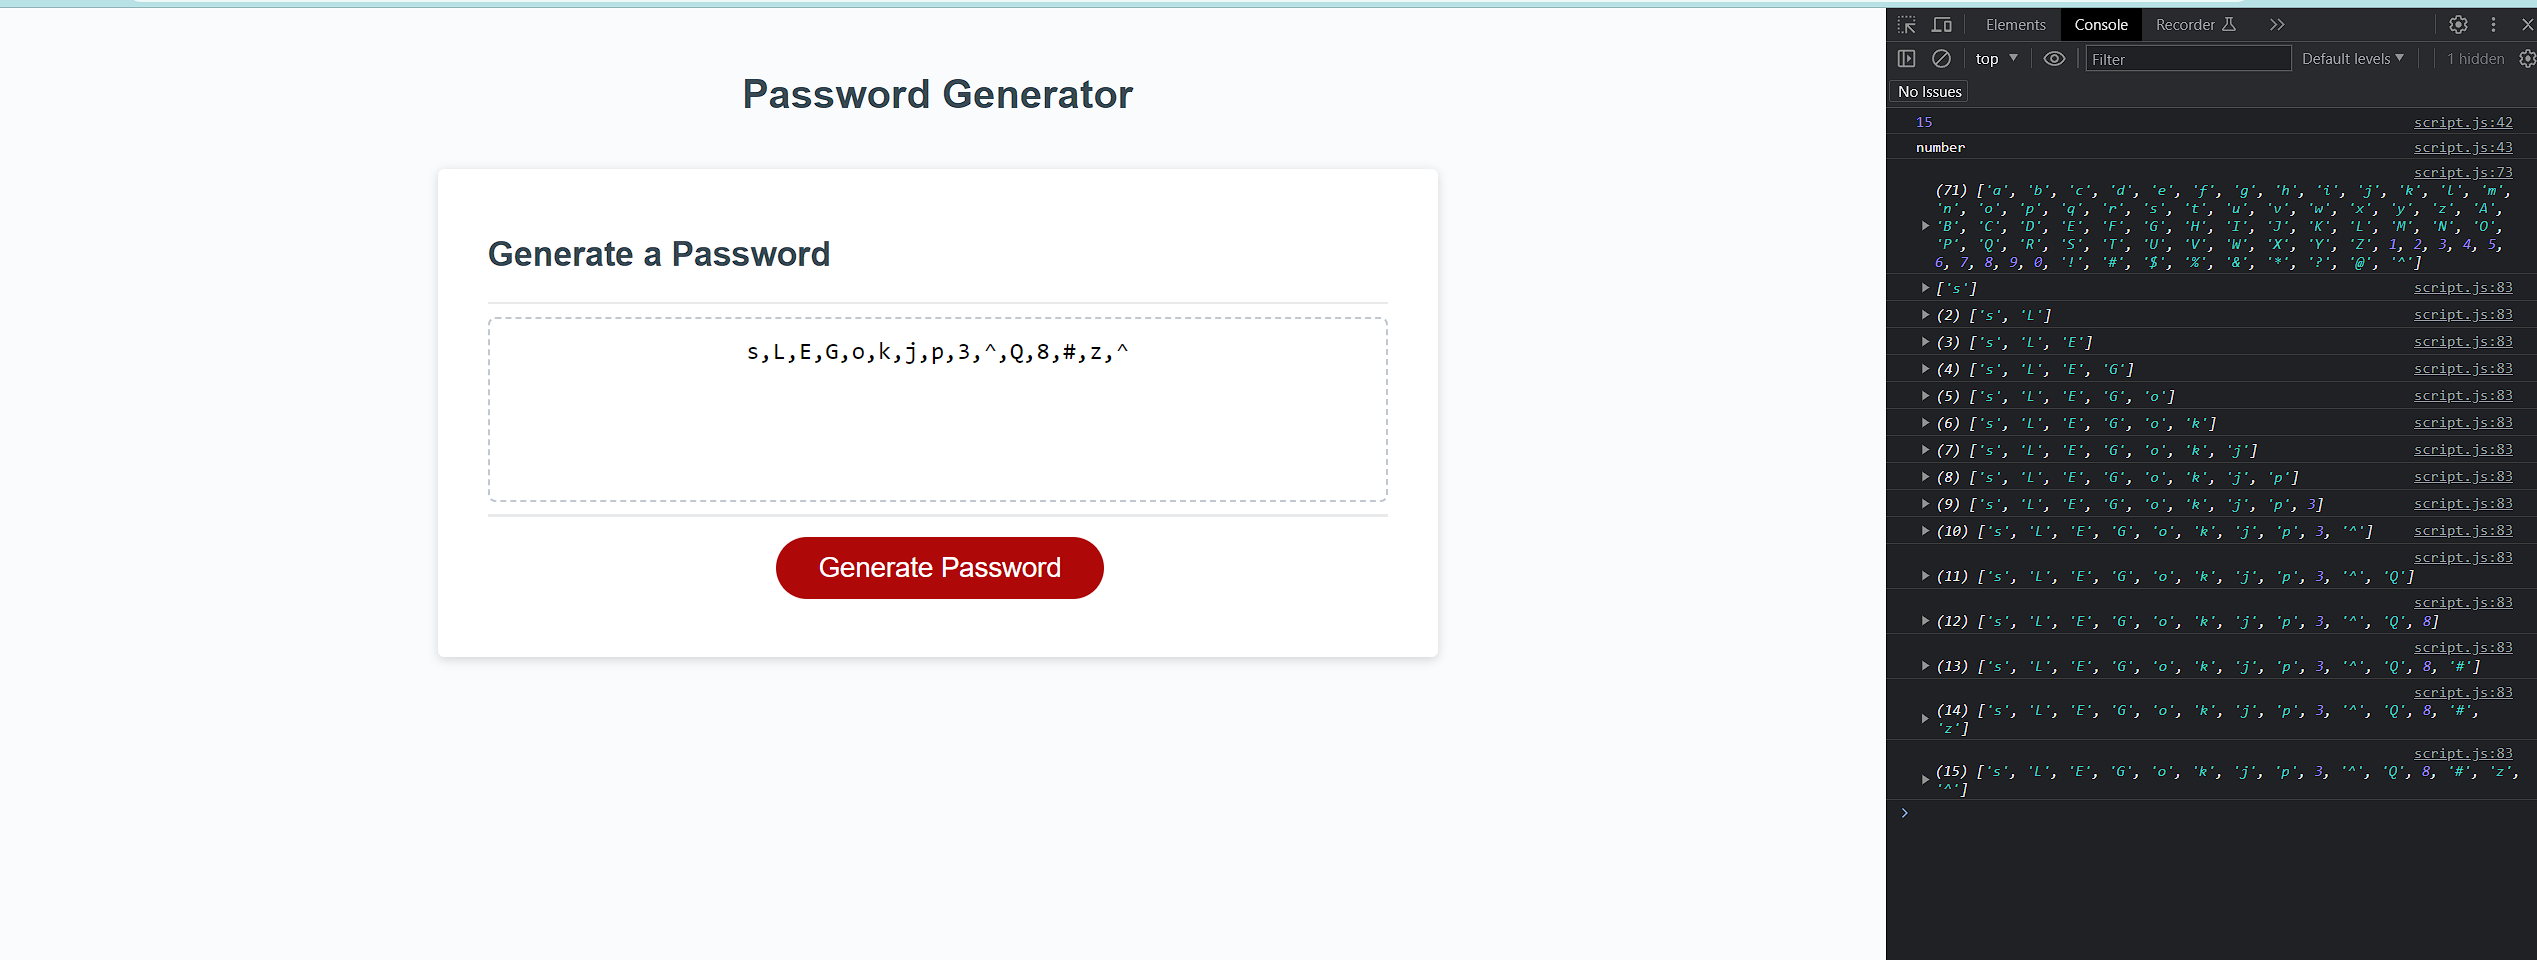 Password Generator
Generate a Password
s,L,E,G,o,k,j,p,3,^,Q,8,#,z,^
Generate Password
Elements Console Recorder
top Filter Default levels 1 hidden
No Issues
15 script.js:42
number script.js:43
script.js:73
(71) ['a', 'b', 'c', 'd', 'e', 'f', 'g', 'h', 'i', 'j', 'k', 'l', 'm',
'n', 'o', 'p', 'q', 'r', 's', 't', 'u', 'v', 'w', 'x', 'y', 'z', 'A',
'B', 'C', 'D', 'E', 'F', 'G', 'H', 'I', 'J', 'K', 'L', 'M', 'N', 'O',
'P', 'Q', 'R', 'S', 'T', 'U', 'V', 'W', 'X', 'Y', 'Z', 1, 2, 3, 4, 5,
6, 7, 8, 9, 0, '!', '#', '$', '%', '&', '*', '?', '@', '^']
['s'] script.js:83
(2) ['s', 'L'] script.js:83
(3) ['s', 'L', 'E'] script.js:83
(4) ['s', 'L', 'E', 'G'] script.js:83
(5) ['s', 'L', 'E', 'G', 'o'] script.js:83
(6) ['s', 'L', 'E', 'G', 'o', 'k'] script.js:83
(7) ['s', 'L', 'E', 'G', 'o', 'k', 'j'] script.js:83
(8) ['s', 'L', 'E', 'G', 'o', 'k', 'j', 'p'] script.js:83
(9) ['s', 'L', 'E', 'G', 'o', 'k', 'j', 'p', 3] script.js:83
(10) ['s', 'L', 'E', 'G', 'o', 'k', 'j', 'p', 3, '^'] script.js:83
script.js:83
(11) ['s', 'L', 'E', 'G', 'o', 'k', 'j', 'p', 3, '^', 'Q']
script.js:83
(12) ['s', 'L', 'E', 'G', 'o', 'k', 'j', 'p', 3, '^', 'Q', 8]
script.js:83
(13) ['s', 'L', 'E', 'G', 'o', 'k', 'j', 'p', 3, '^', 'Q', 8, '#']
script.js:83
(14) ['s', 'L', 'E', 'G', 'o', 'k', 'j', 'p', 3, '^', 'Q', 8, '#',
'z']
script.js:83
(15) ['s', 'L', 'E', 'G', 'o', 'k', 'j', 'p', 3, '^', 'Q', 8, '#', 'z',
'^']